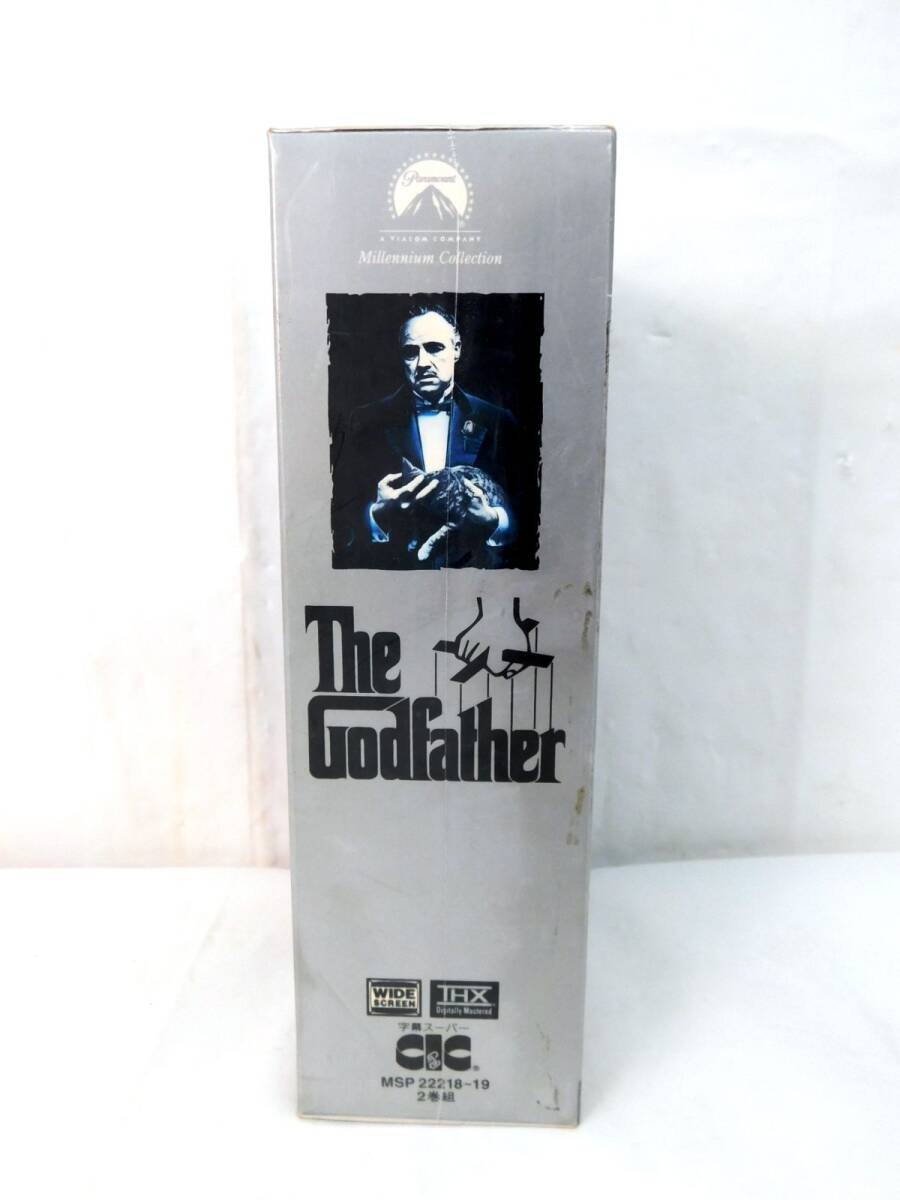 Paramount
A VIACOM COMPANY
Millennium Collection
The
Godfather
WIDE
SCREEN
THX
Digitally Mastered
字幕スーパー
CIC
MSP 22218~19
2巻組